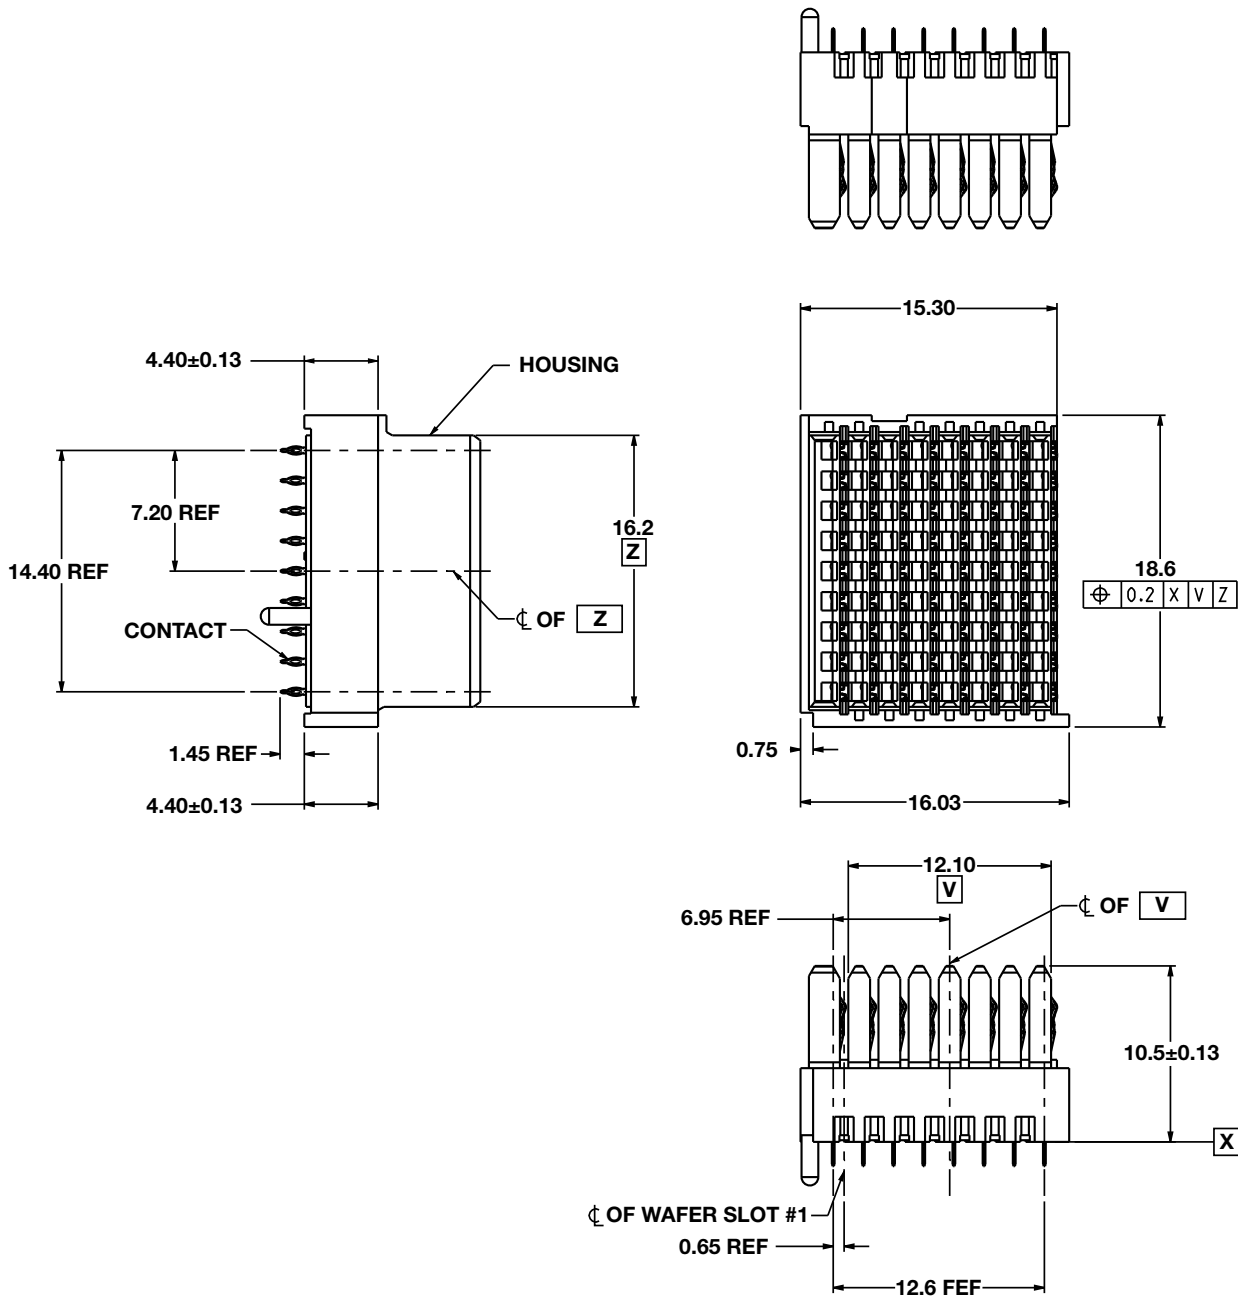 15.30
4.40±0.13
HOUSING
7.20 REF
16.2
Z
14.40 REF
18.6
⌖ 0.2 X V Z
℄ OF Z
CONTACT
1.45 REF
0.75
4.40±0.13
16.03
12.10
V
6.95 REF
℄ OF V
10.5±0.13
X
℄ OF WAFER SLOT #1
0.65 REF
12.6 FEF